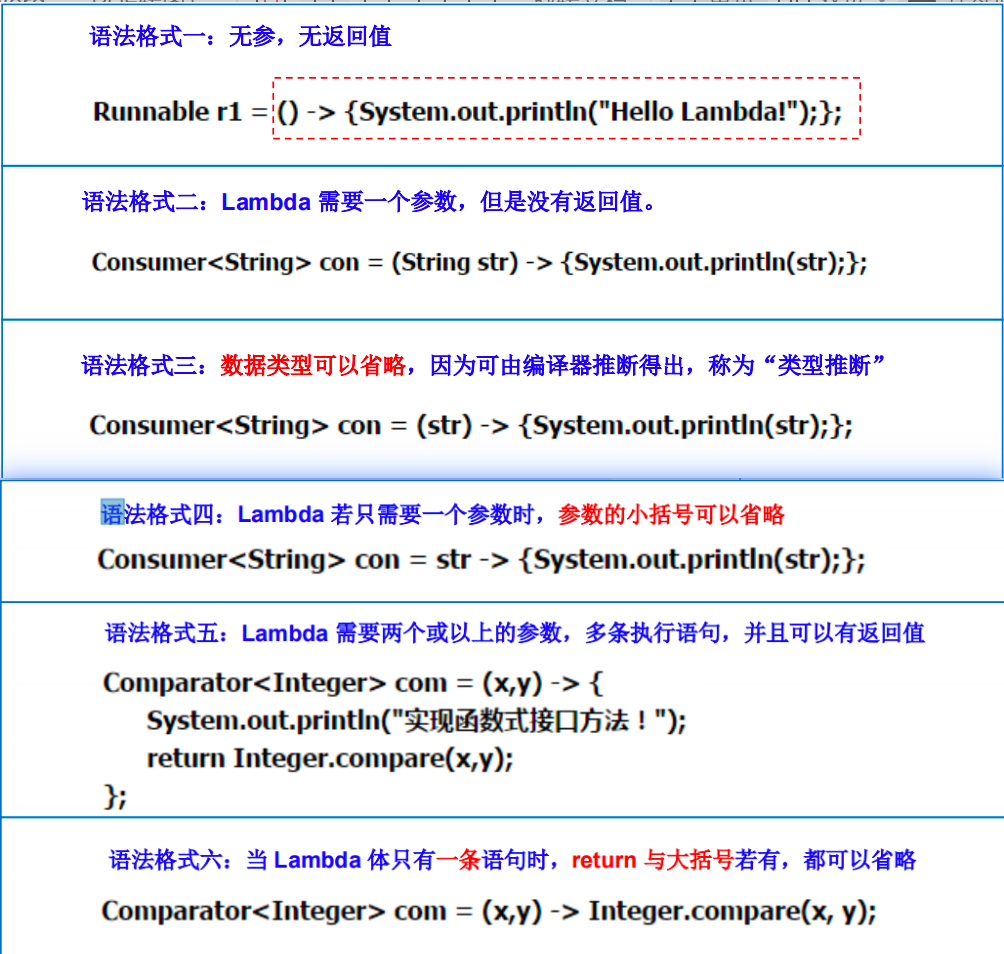 语法格式一：无参，无返回值
Runnable r1 = () -> {System.out.println("Hello Lambda!");};
语法格式二：Lambda 需要一个参数，但是没有返回值。
Consumer<String> con = (String str) -> {System.out.println(str);};
语法格式三：数据类型可以省略，因为可由编译器推断得出，称为“类型推断”
Consumer<String> con = (str) -> {System.out.println(str);};
语法格式四：Lambda 若只需要一个参数时，参数的小括号可以省略
Consumer<String> con = str -> {System.out.println(str);};
语法格式五：Lambda 需要两个或以上的参数，多条执行语句，并且可以有返回值
Comparator<Integer> com = (x,y) -> {
System.out.println("实现函数式接口方法！");
return Integer.compare(x,y);
};
语法格式六：当 Lambda 体只有一条语句时，return 与大括号若有，都可以省略
Comparator<Integer> com = (x,y) -> Integer.compare(x, y);